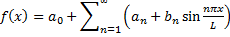 f(x) = a₀ + ∑ₙ₌₁^∞ (aₙ + bₙ sin nπx/L)